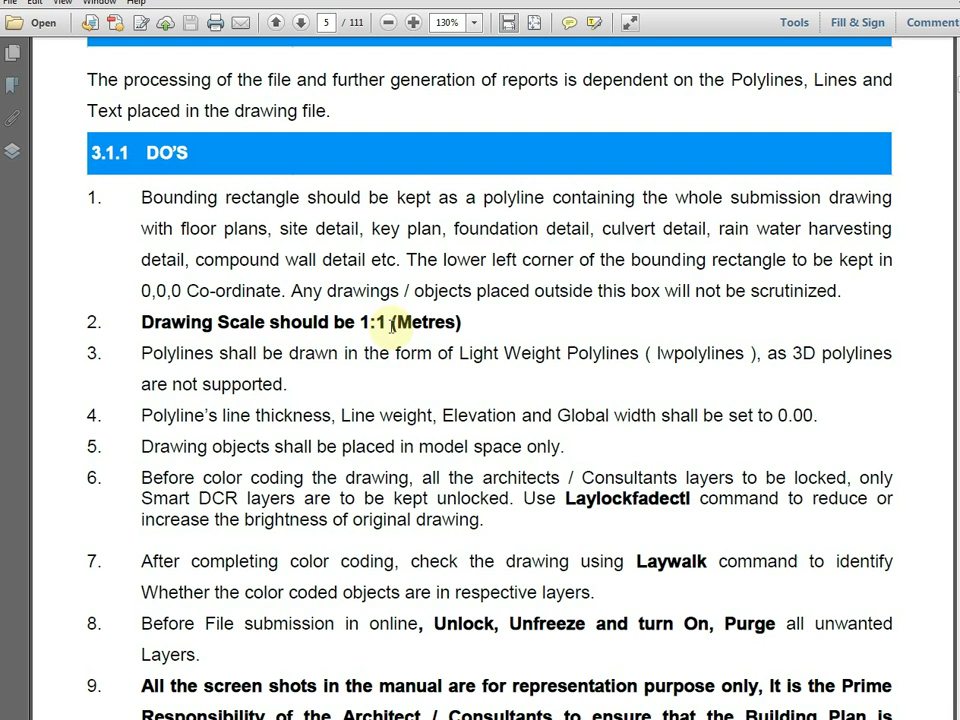 File Edit View Window Help
Open 5 / 111 130% Tools Fill & Sign Comment
The processing of the file and further generation of reports is dependent on the Polylines, Lines and
Text placed in the drawing file.
3.1.1 DO'S
1. Bounding rectangle should be kept as a polyline containing the whole submission drawing
with floor plans, site detail, key plan, foundation detail, culvert detail, rain water harvesting
detail, compound wall detail etc. The lower left corner of the bounding rectangle to be kept in
0,0,0 Co-ordinate. Any drawings / objects placed outside this box will not be scrutinized.
2. Drawing Scale should be 1:1 (Metres)
3. Polylines shall be drawn in the form of Light Weight Polylines ( lwpolylines ), as 3D polylines
are not supported.
4. Polyline's line thickness, Line weight, Elevation and Global width shall be set to 0.00.
5. Drawing objects shall be placed in model space only.
6. Before color coding the drawing, all the architects / Consultants layers to be locked, only
Smart DCR layers are to be kept unlocked. Use Laylockfadectl command to reduce or
increase the brightness of original drawing.
7. After completing color coding, check the drawing using Laywalk command to identify
Whether the color coded objects are in respective layers.
8. Before File submission in online, Unlock, Unfreeze and turn On, Purge all unwanted
Layers.
9. All the screen shots in the manual are for representation purpose only, It is the Prime
Responsibility of the Architect / Consultants to ensure that the Building Plan is